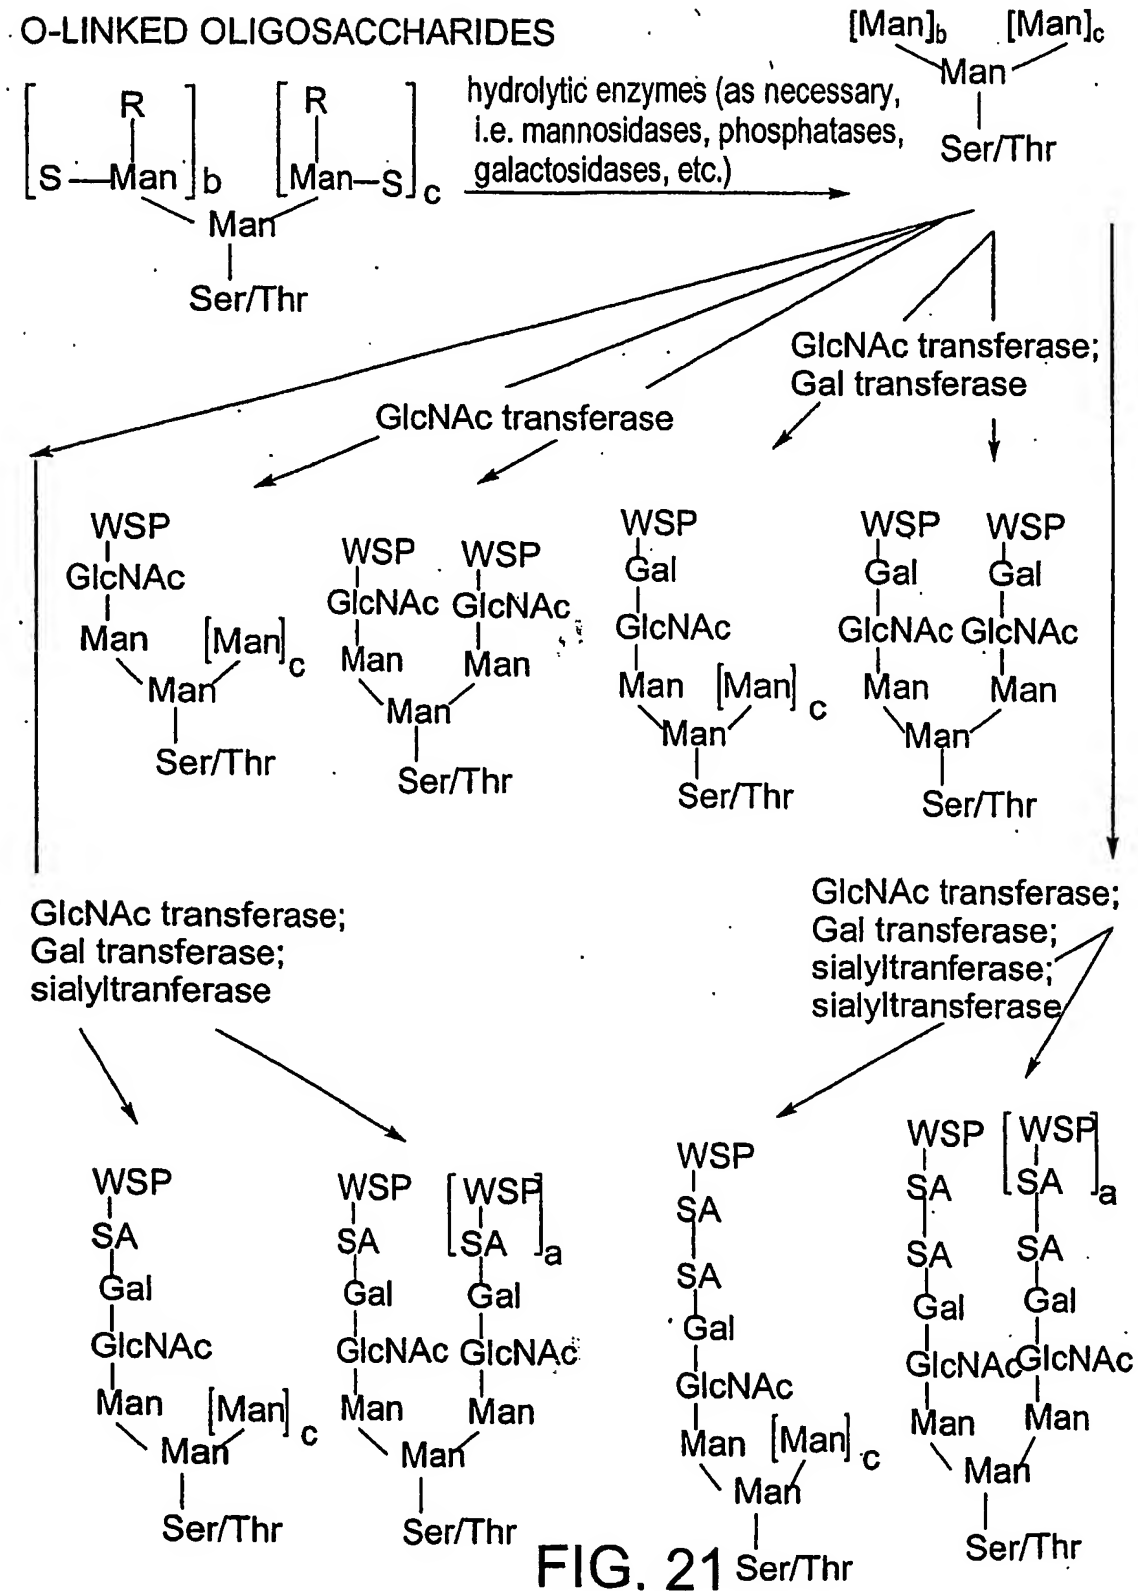 O-LINKED OLIGOSACCHARIDES
[Man]b [Man]c
Man
Ser/Thr
R R
[S—Man]b [Man–S]c
Man
Ser/Thr
hydrolytic enzymes (as necessary,
i.e. mannosidases, phosphatases,
galactosidases, etc.)
GlcNAc transferase;
Gal transferase
GlcNAc transferase
WSP
GlcNAc
Man [Man]c
Man
Ser/Thr
WSP WSP
GlcNAc GlcNAc
Man Man
Man
Ser/Thr
WSP
Gal
GlcNAc
Man [Man]c
Man
Ser/Thr
WSP WSP
Gal Gal
GlcNAc GlcNAc
Man Man
Man
Ser/Thr
GlcNAc transferase;
Gal transferase;
sialyltranferase
GlcNAc transferase;
Gal transferase;
sialyltranferase;
sialyltransferase
WSP
SA
Gal
GlcNAc
Man [Man]c
Man
Ser/Thr
WSP [WSP
SA SA]a
Gal Gal
GlcNAc GlcNAc
Man Man
Man
Ser/Thr
WSP
SA
SA
Gal
GlcNAc
Man [Man]c
Man
Ser/Thr
WSP [WSP
SA SA]a
SA SA
Gal Gal
GlcNAc GlcNAc
Man Man
Man
Ser/Thr
FIG. 21